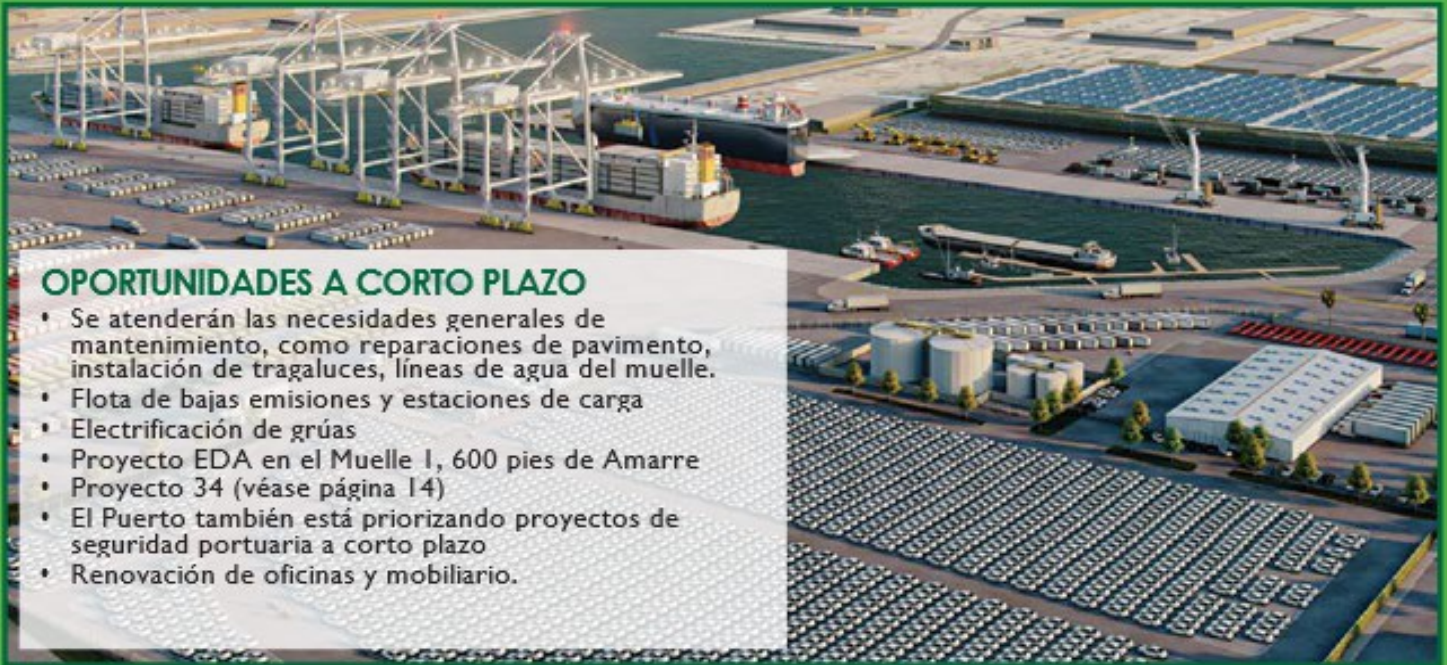 OPORTUNIDADES A CORTO PLAZO
• Se atenderán las necesidades generales de
mantenimiento, como reparaciones de pavimento,
instalación de tragaluces, líneas de agua del muelle.
• Flota de bajas emisiones y estaciones de carga
• Electrificación de grúas
• Proyecto EDA en el Muelle 1, 600 pies de Amarre
• Proyecto 34 (véase página 14)
• El Puerto también está priorizando proyectos de
seguridad portuaria a corto plazo
• Renovación de oficinas y mobiliario.